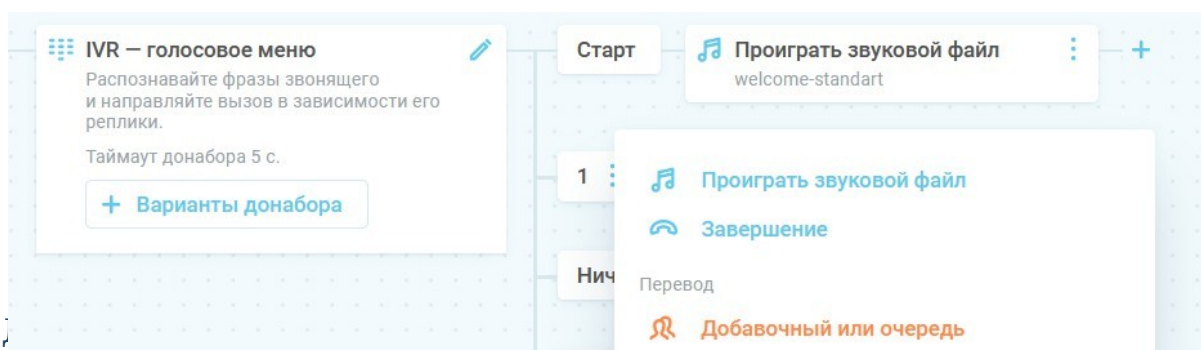 IVR — голосовое меню
Распознавайте фразы звонящего
и направляйте вызов в зависимости его
реплики.
Таймаут донабора 5 с.
+ Варианты донабора
Старт
Проиграть звуковой файл
welcome-standart
1
Проиграть звуковой файл
Завершение
Нич
Перевод
Добавочный или очередь